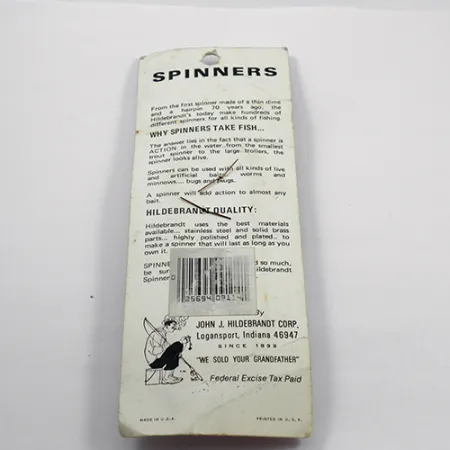 SPINNERS
From the first spinner made of a thin dime
and a hairpin 70 years ago, the
Hildebrandt's today make hundreds of
different spinners for all kinds of fishing.
WHY SPINNERS TAKE FISH...
The answer lies in the fact that a spinner is
ACTION in the water, from the smallest
trout spinner to the large trollers, the
spinner looks alive.
Spinners can be used with all kinds of live
and artificial baits, worms and
minnows... bugs and plugs.
A spinner will add action to almost any
bait.
HILDEBRANDT QUALITY:
Hildebrandt uses the best materials
available... stainless steel and solid brass
parts... highly polished and plated... to
make a spinner that will last as long as you
own it.
SPINNE d so much,
be sur ildebrandt
Spinner
By
JOHN J. HILDEBRANDT CORP.
Logansport, Indiana 46947
SINCE 1899
"WE SOLD YOUR GRANDFATHER"
Federal Excise Tax Paid
MADE IN U.S.A. PRINTED IN U.S.A.